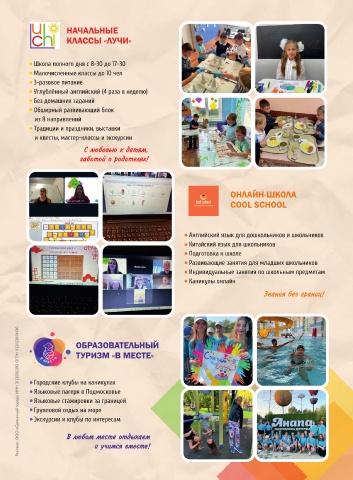 UCHI
НАЧАЛЬНЫЕ
КЛАССЫ «ЛУЧИ»
Школа полного дня с 8-30 до 17-30
Малочисленные классы до 10 чел
3-разовое питание
Углублённый английский (4 раза в неделю)
Без домашних заданий
Обширный развивающий блок
из 8 направлений
Традиции и праздники, выставки
и квесты, мастер-классы и экскурсии
С любовью к детям,
заботой о родителях!
ОНЛАЙН-ШКОЛА
COOL SCHOOL
Английский язык для дошкольников и школьников
Китайский язык для школьников
Подготовка к школе
Развивающие занятия для младших школьников
Индивидуальные занятия по школьным предметам
Каникулы онлайн
Знания без границ!
ОБРАЗОВАТЕЛЬНЫЙ
ТУРИЗМ «В МЕСТЕ»
Городские клубы на каникулах
Языковые лагеря в Подмосковье
Языковые стажировки за границей
Групповой отдых на море
Экскурсии и клубы по интересам
В любом месте отдыхаем
и учимся вместе!
Анапа